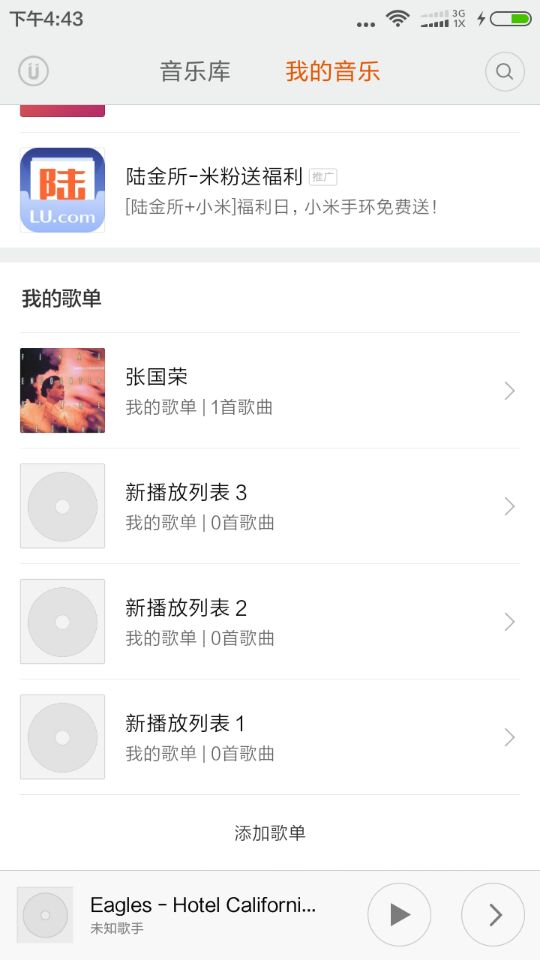 下午4:43
3G
1X
音乐库
我的音乐
陆
LU.com
陆金所-米粉送福利 推广
[陆金所+小米]福利日，小米手环免费送！
我的歌单
张国荣
我的歌单 | 1首歌曲
新播放列表 3
我的歌单 | 0首歌曲
新播放列表 2
我的歌单 | 0首歌曲
新播放列表 1
我的歌单 | 0首歌曲
添加歌单
Eagles - Hotel Californi...
未知歌手